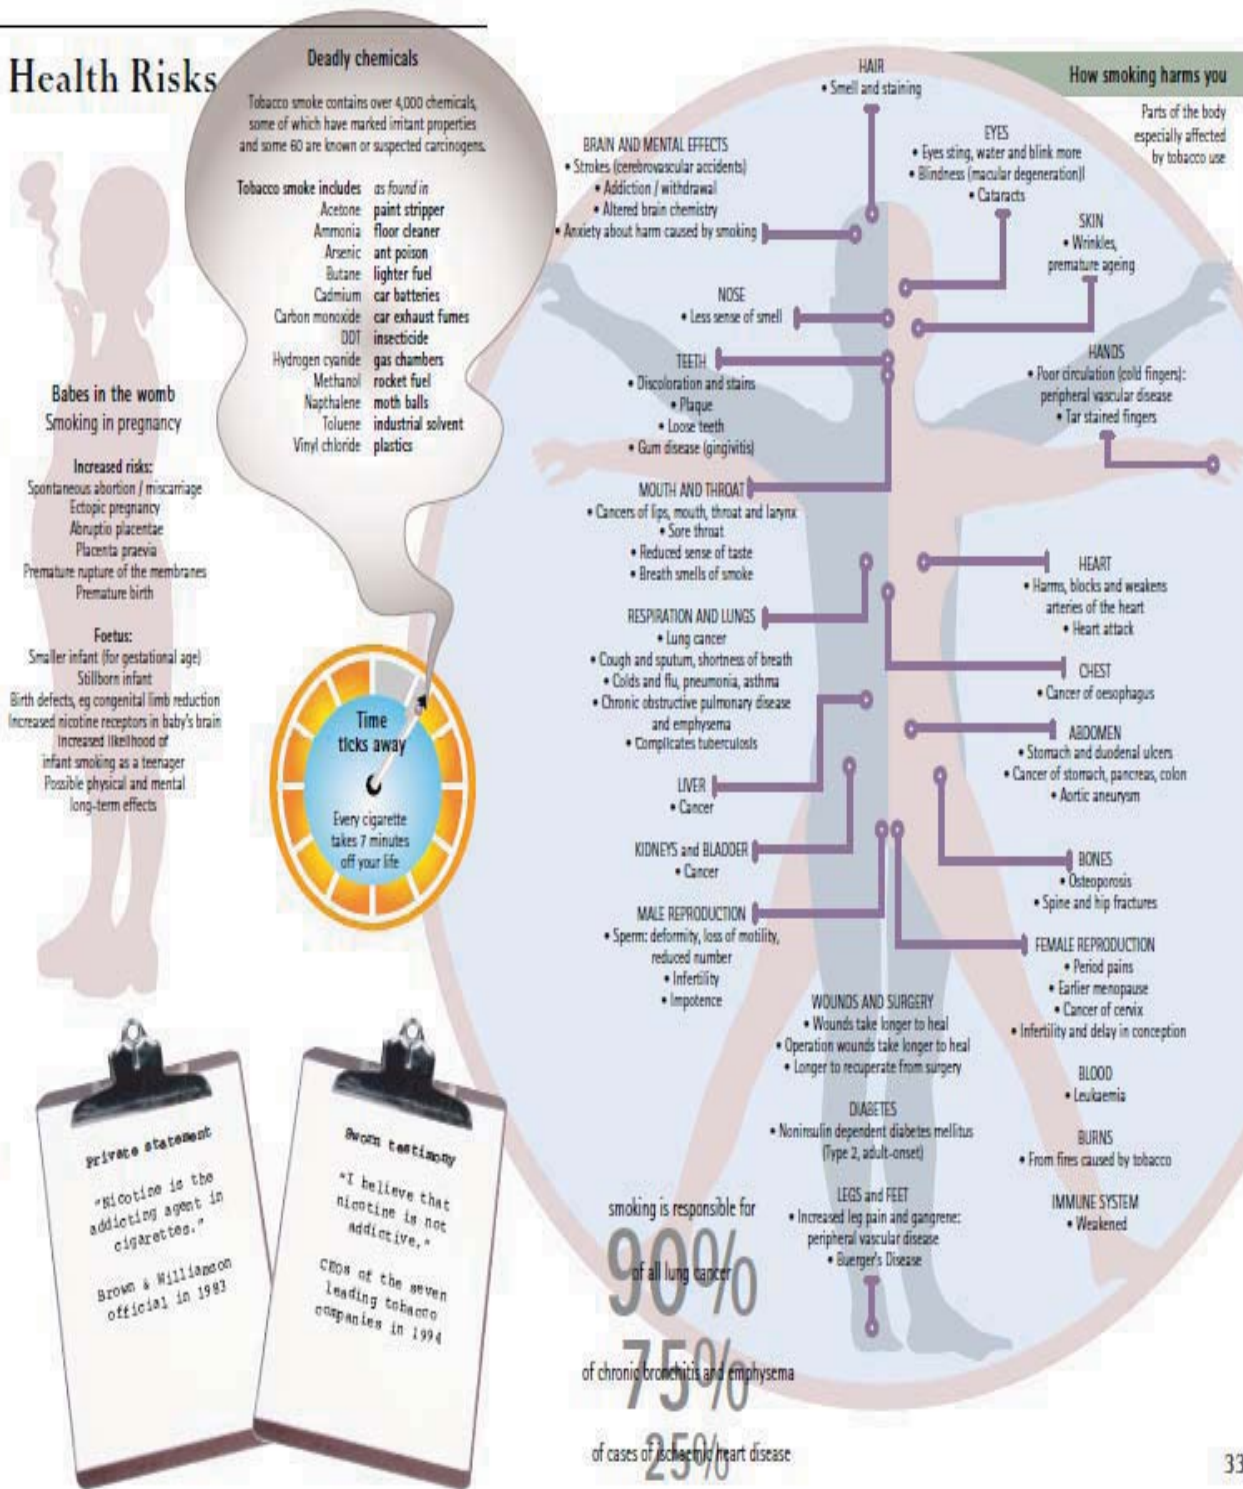 Health Risks
Deadly chemicals
Tobacco smoke contains over 4,000 chemicals,
some of which have marked irritant properties
and some 60 are known or suspected carcinogens.
Tobacco smoke includes as found in
Acetone paint stripper
Ammonia floor cleaner
Arsenic ant poison
Butane lighter fuel
Cadmium car batteries
Carbon monoxide car exhaust fumes
DDT insecticide
Hydrogen cyanide gas chambers
Methanol rocket fuel
Napthalene moth balls
Toluene industrial solvent
Vinyl chloride plastics
Babes in the womb
Smoking in pregnancy
Increased risks:
Spontaneous abortion / miscarriage
Ectopic pregnancy
Abruptio placentae
Placenta praevia
Premature rupture of the membranes
Premature birth
Foetus:
Smaller infant (for gestational age)
Stillborn infant
Birth defects, eg congenital limb reduction
Increased nicotine receptors in baby's brain
Increased likelihood of
infant smoking as a teenager
Possible physical and mental
long-term effects
Time
ticks away
Every cigarette
takes 7 minutes
off your life
Private statement
"Nicotine is the
addicting agent in
cigarettes."
Brown & Williamson
official in 1983
Sworn testimony
"I believe that
nicotine is not
addictive."
CEOs of the seven
leading tobacco
companies in 1994
How smoking harms you
Parts of the body
especially affected
by tobacco use
HAIR
• Smell and staining
BRAIN AND MENTAL EFFECTS
• Strokes (cerebrovascular accidents)
• Addiction / withdrawal
• Altered brain chemistry
• Anxiety about harm caused by smoking
EYES
• Eyes sting, water and blink more
• Blindness (macular degeneration)l
• Cataracts
SKIN
• Wrinkles,
premature ageing
NOSE
• Less sense of smell
TEETH
• Discoloration and stains
• Plaque
• Loose teeth
• Gum disease (gingivitis)
HANDS
• Poor circulation (cold fingers):
peripheral vascular disease
• Tar stained fingers
MOUTH AND THROAT
• Cancers of lips, mouth, throat and larynx
• Sore throat
• Reduced sense of taste
• Breath smells of smoke
HEART
• Harms, blocks and weakens
arteries of the heart
• Heart attack
RESPIRATION AND LUNGS
• Lung cancer
• Cough and sputum, shortness of breath
• Colds and flu, pneumonia, asthma
• Chronic obstructive pulmonary disease
and emphysema
• Complicates tuberculosis
CHEST
• Cancer of oesophagus
ABDOMEN
• Stomach and duodenal ulcers
• Cancer of stomach, pancreas, colon
• Aortic aneurysm
LIVER
• Cancer
KIDNEYS and BLADDER
• Cancer
BONES
• Osteoporosis
• Spine and hip fractures
MALE REPRODUCTION
• Sperm: deformity, loss of motility,
reduced number
• Infertility
• Impotence
FEMALE REPRODUCTION
• Period pains
• Earlier menopause
• Cancer of cervix
• Infertility and delay in conception
WOUNDS AND SURGERY
• Wounds take longer to heal
• Operation wounds take longer to heal
• Longer to recuperate from surgery
BLOOD
• Leukaemia
DIABETES
• Noninsulin dependent diabetes mellitus
(Type 2, adult-onset)
BURNS
• From fires caused by tobacco
LEGS and FEET
• Increased leg pain and gangrene:
peripheral vascular disease
• Buerger's Disease
IMMUNE SYSTEM
• Weakened
smoking is responsible for
90%
of all lung cancer
75%
of chronic bronchitis and emphysema
25%
of cases of ischaemic heart disease
33